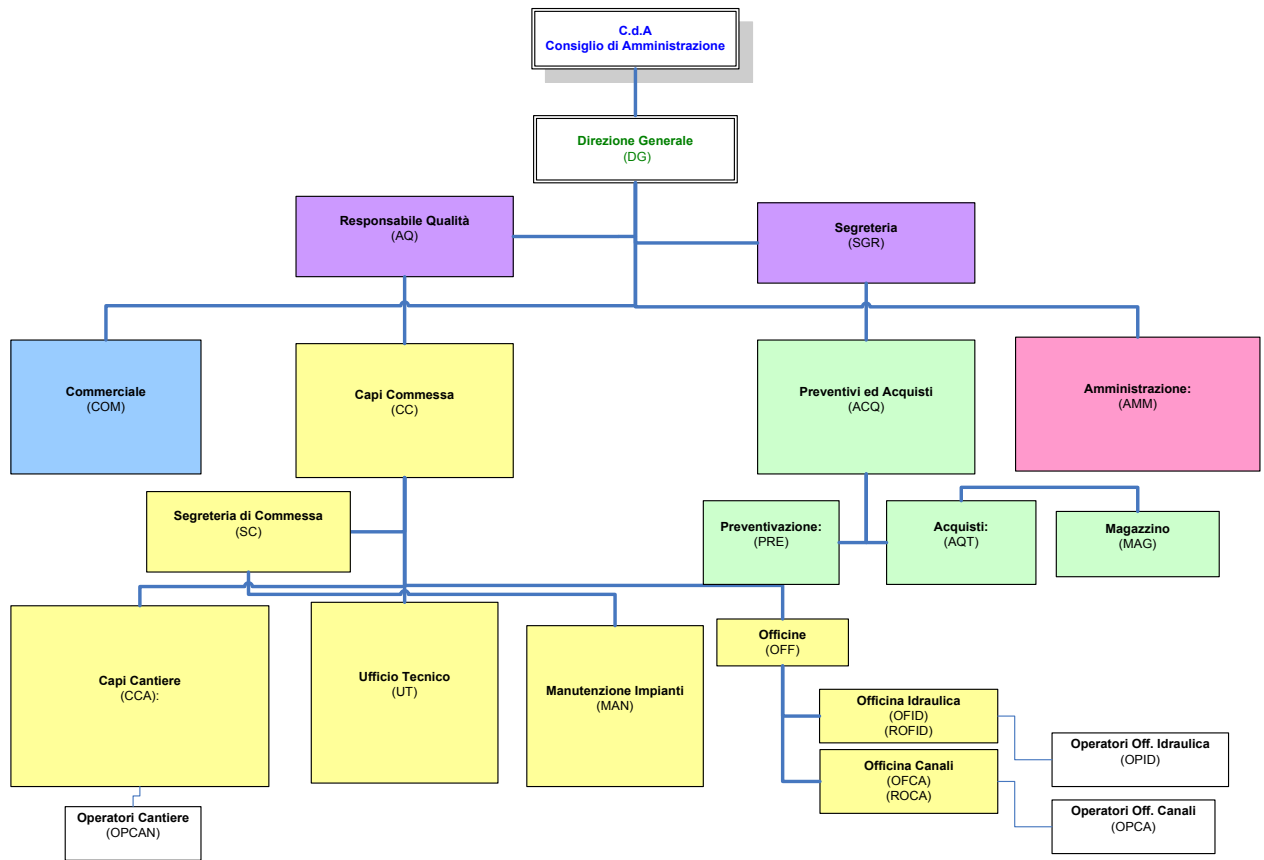 C.d.A
Consiglio di Amministrazione
Direzione Generale
(DG)
Responsabile Qualità
(AQ)
Segreteria
(SGR)
Commerciale
(COM)
Capi Commessa
(CC)
Preventivi ed Acquisti
(ACQ)
Amministrazione:
(AMM)
Segreteria di Commessa
(SC)
Preventivazione:
(PRE)
Acquisti:
(AQT)
Magazzino
(MAG)
Capi Cantiere
(CCA):
Ufficio Tecnico
(UT)
Manutenzione Impianti
(MAN)
Officine
(OFF)
Officina Idraulica
(OFID)
(ROFID)
Operatori Off. Idraulica
(OPID)
Officina Canali
(OFCA)
(ROCA)
Operatori Off. Canali
(OPCA)
Operatori Cantiere
(OPCAN)